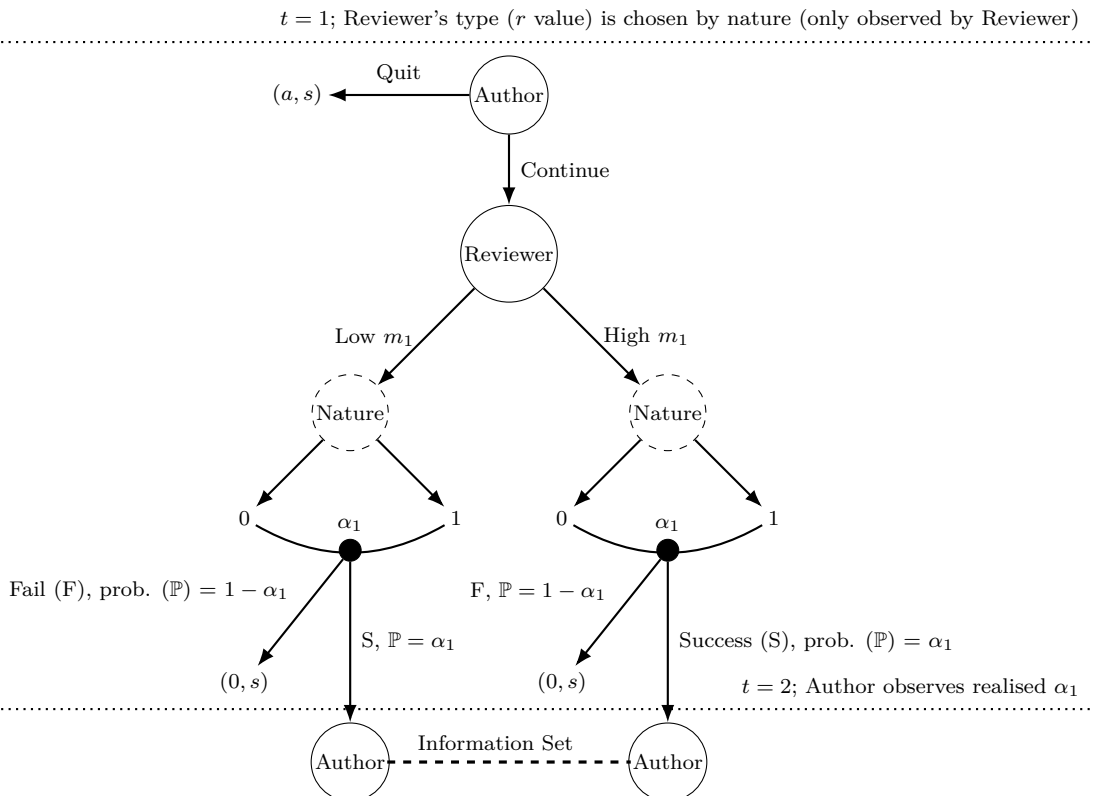 t = 1; Reviewer's type (r value) is chosen by nature (only observed by Reviewer)
Quit
(a, s)
Author
Continue
Reviewer
Low m₁
High m₁
Nature
Nature
0
α₁
1
0
α₁
1
Fail (F), prob. (ℙ) = 1 − α₁
F, ℙ = 1 − α₁
S, ℙ = α₁
Success (S), prob. (ℙ) = α₁
(0, s)
(0, s)
t = 2; Author observes realised α₁
Information Set
Author
Author